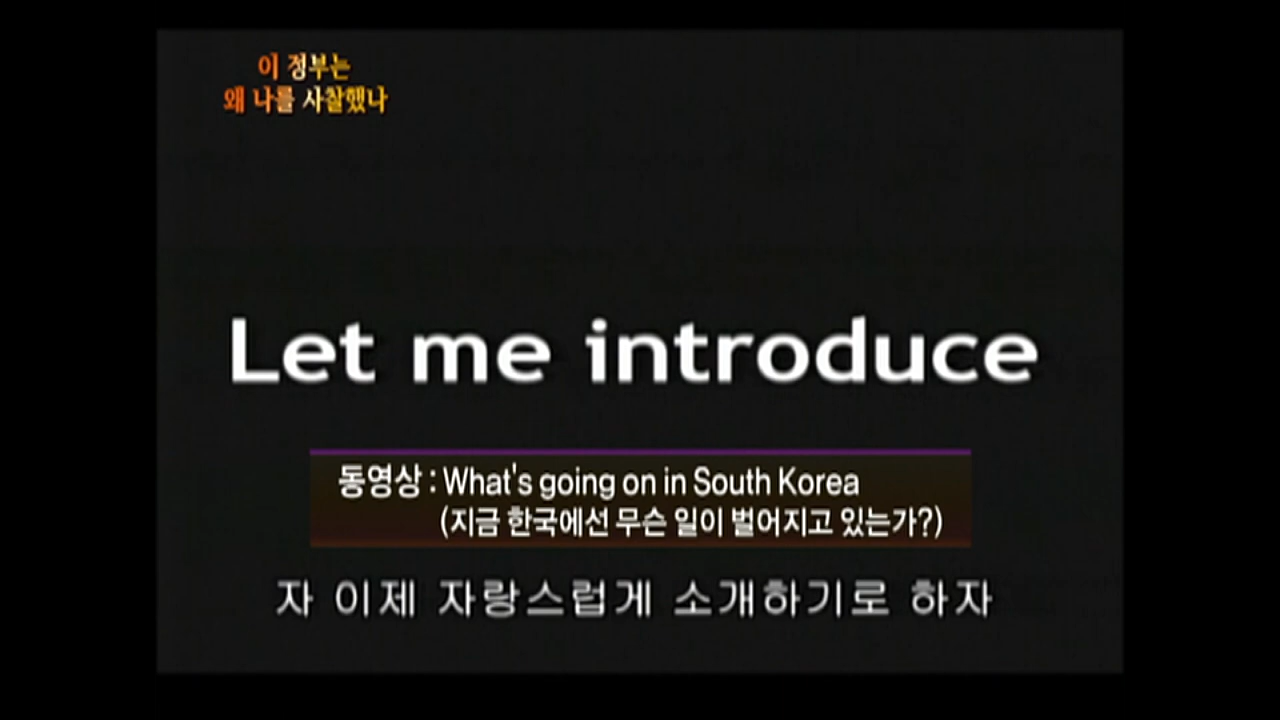 이 정부는
왜 나를 사찰했나
Let me introduce
동영상 : What's going on in South Korea
(지금 한국에선 무슨 일이 벌어지고 있는가?)
자 이제 자랑스럽게 소개하기로 하자